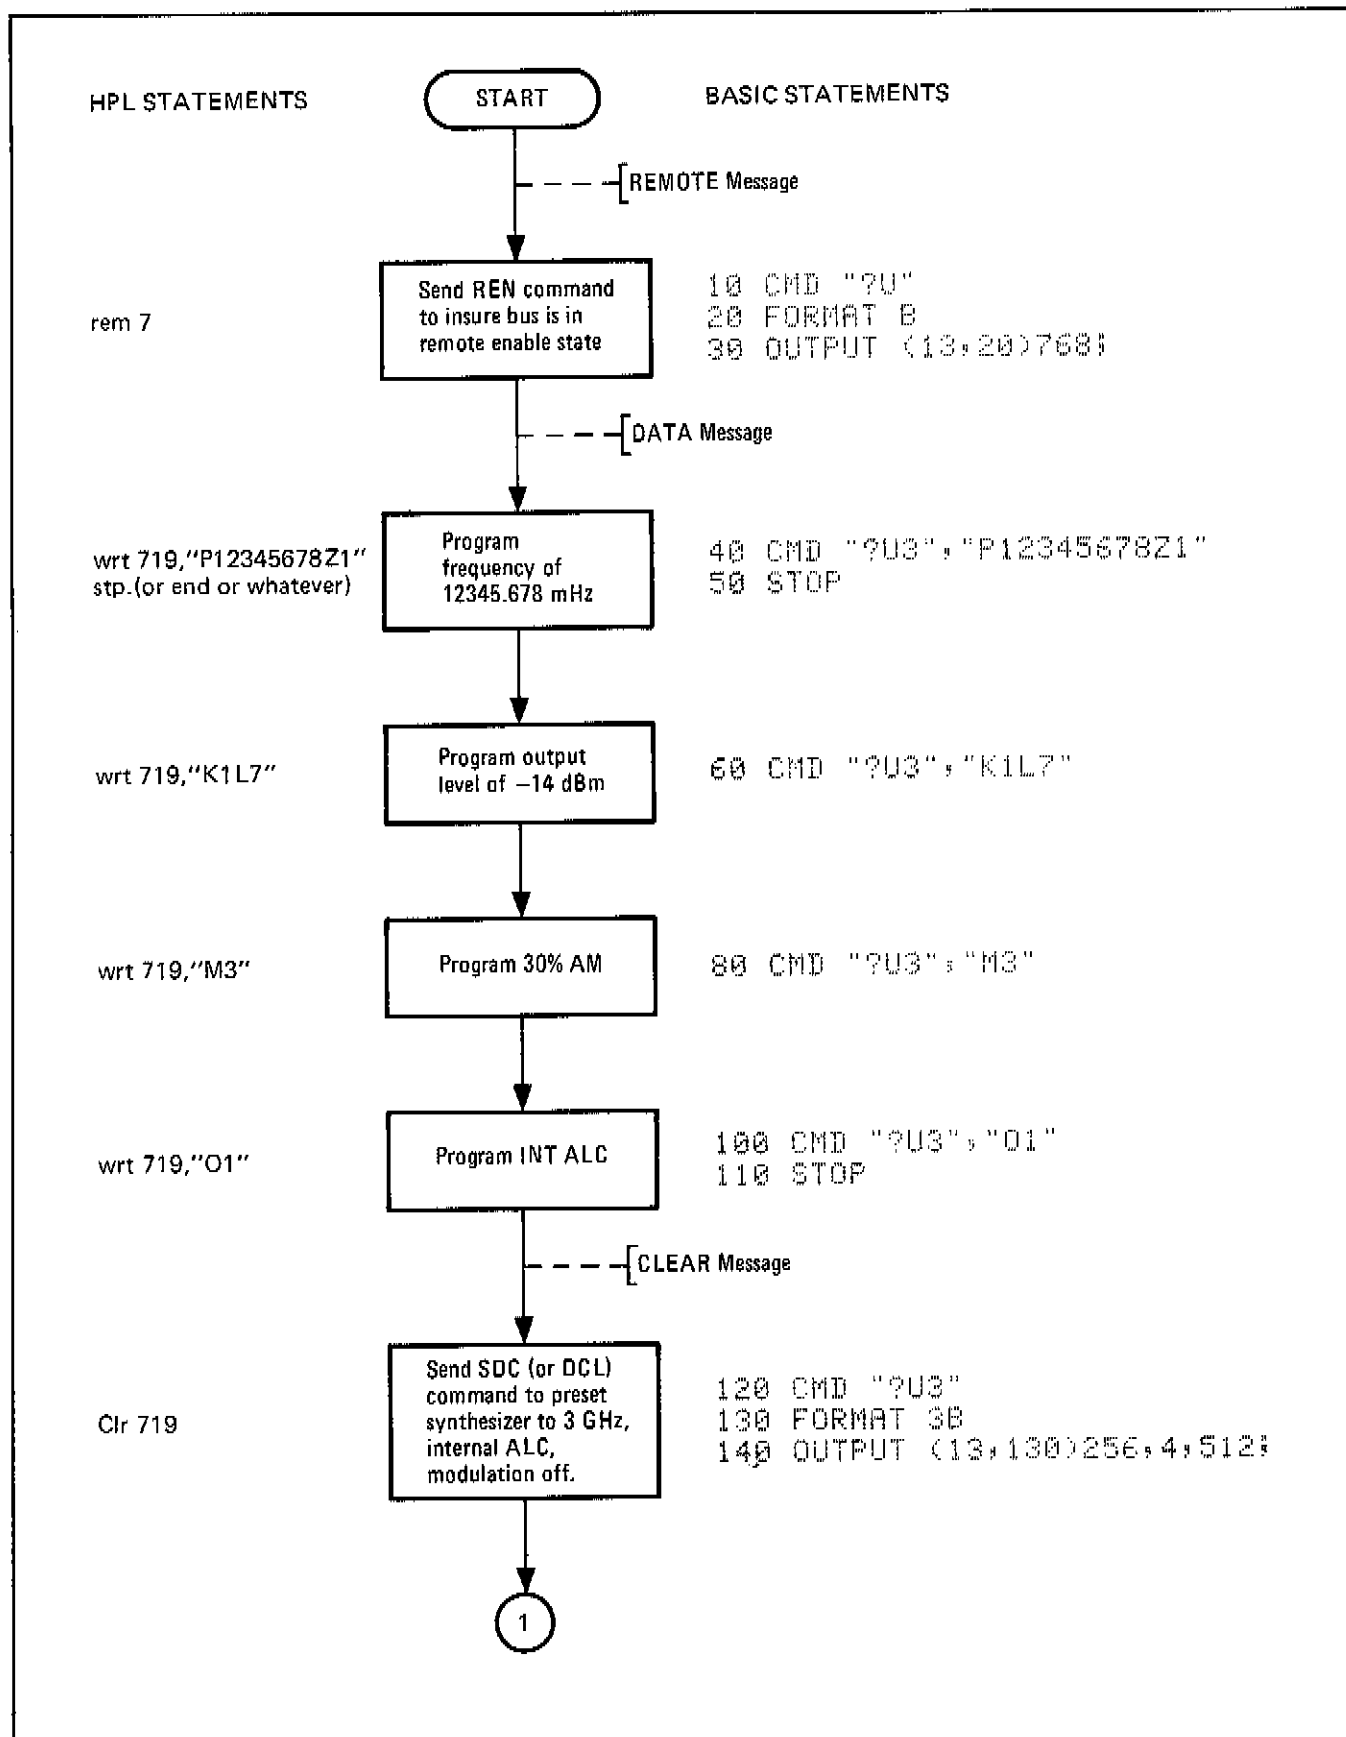 HPL STATEMENTS
START
BASIC STATEMENTS
REMOTE Message
rem 7
Send REN command
to insure bus is in
remote enable state
10 CMD "?U"
20 FORMAT B
30 OUTPUT (13,20)768;
DATA Message
wrt 719,"P12345678Z1"
stp.(or end or whatever)
Program
frequency of
12345.678 mHz
40 CMD "?U3","P12345678Z1"
50 STOP
wrt 719,"K1L7"
Program output
level of —14 dBm
60 CMD "?U3","K1L7"
wrt 719,"M3"
Program 30% AM
80 CMD "?U3","M3"
wrt 719,"O1"
Program INT ALC
100 CMD "?U3","O1"
110 STOP
CLEAR Message
Clr 719
Send SDC (or DCL)
command to preset
synthesizer to 3 GHz,
internal ALC,
modulation off.
120 CMD "?U3"
130 FORMAT 3B
140 OUTPUT (13,130)256,4,512;
1